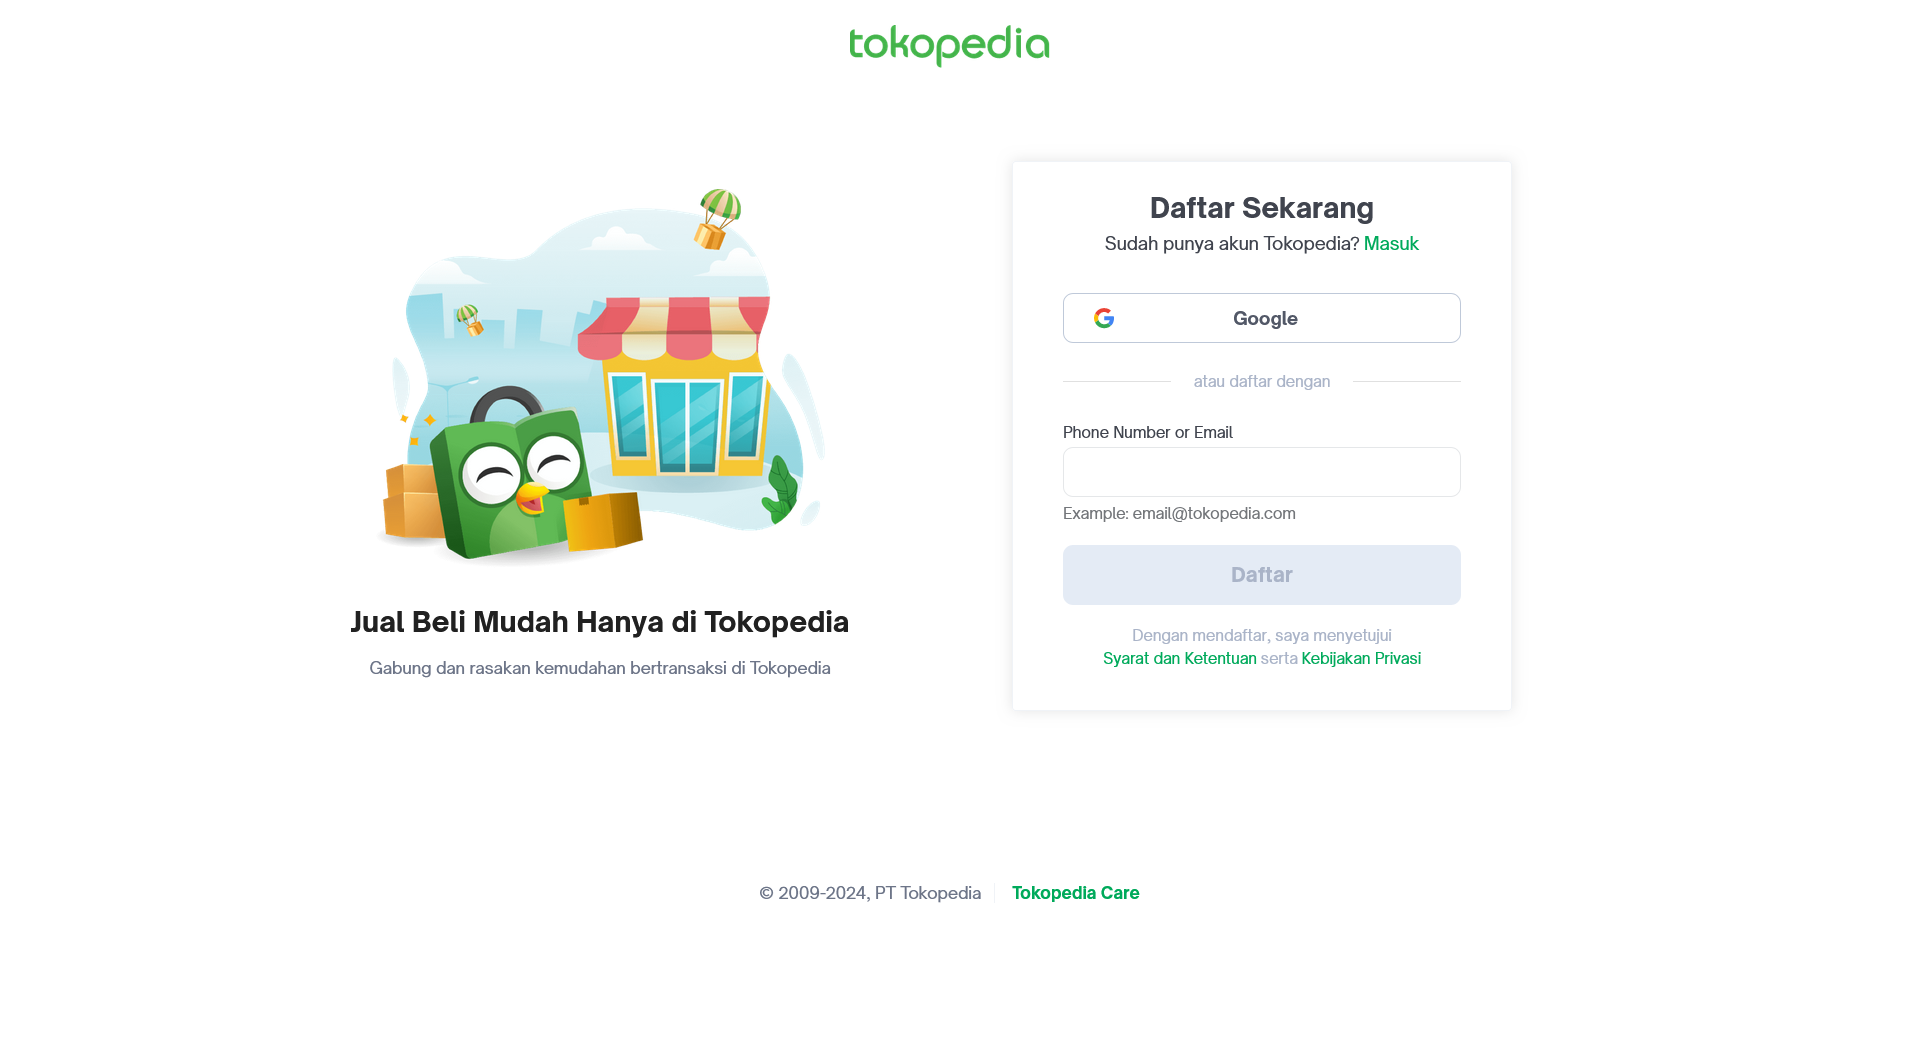 tokopedia
Jual Beli Mudah Hanya di Tokopedia
Gabung dan rasakan kemudahan bertransaksi di Tokopedia
Daftar Sekarang
Sudah punya akun Tokopedia? Masuk
Google
atau daftar dengan
Phone Number or Email
Example: email@tokopedia.com
Daftar
Dengan mendaftar, saya menyetujui
Syarat dan Ketentuan serta Kebijakan Privasi
© 2009-2024, PT Tokopedia
Tokopedia Care